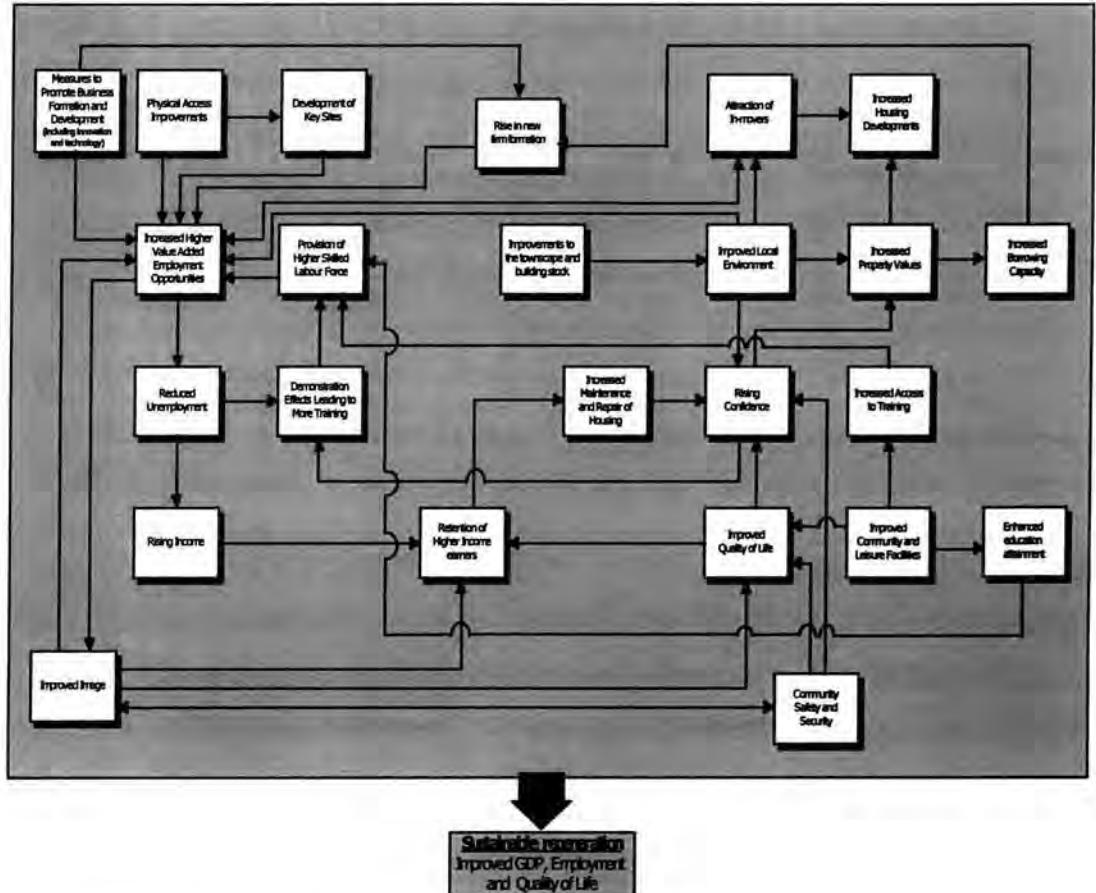 Measures to
Promote Business
Formation and
Development
(including innovation
and technology)
Physical Access
Improvements
Development of
Key Sites
Rise in new
firm formation
Attraction of
In-movers
Increased
Housing
Developments
Increased Higher
Value Added
Employment
Opportunities
Provision of
Higher Skilled
Labour Force
Improvements to
the townscape and
building stock
Improved Local
Environment
Increased
Property Values
Increased
Borrowing
Capacity
Reduced
Unemployment
Demonstration
Effects Leading to
More Training
Increased
Maintenance
and Repair of
Housing
Rising
Confidence
Increased Access
to Training
Rising Income
Retention of
Higher Income
earners
Improved
Quality of Life
Improved
Community and
Leisure Facilities
Enhanced
education
attainment
Improved Image
Community
Safety and
Security
Sustainable regeneration
Improved GDP, Employment
and Quality of Life